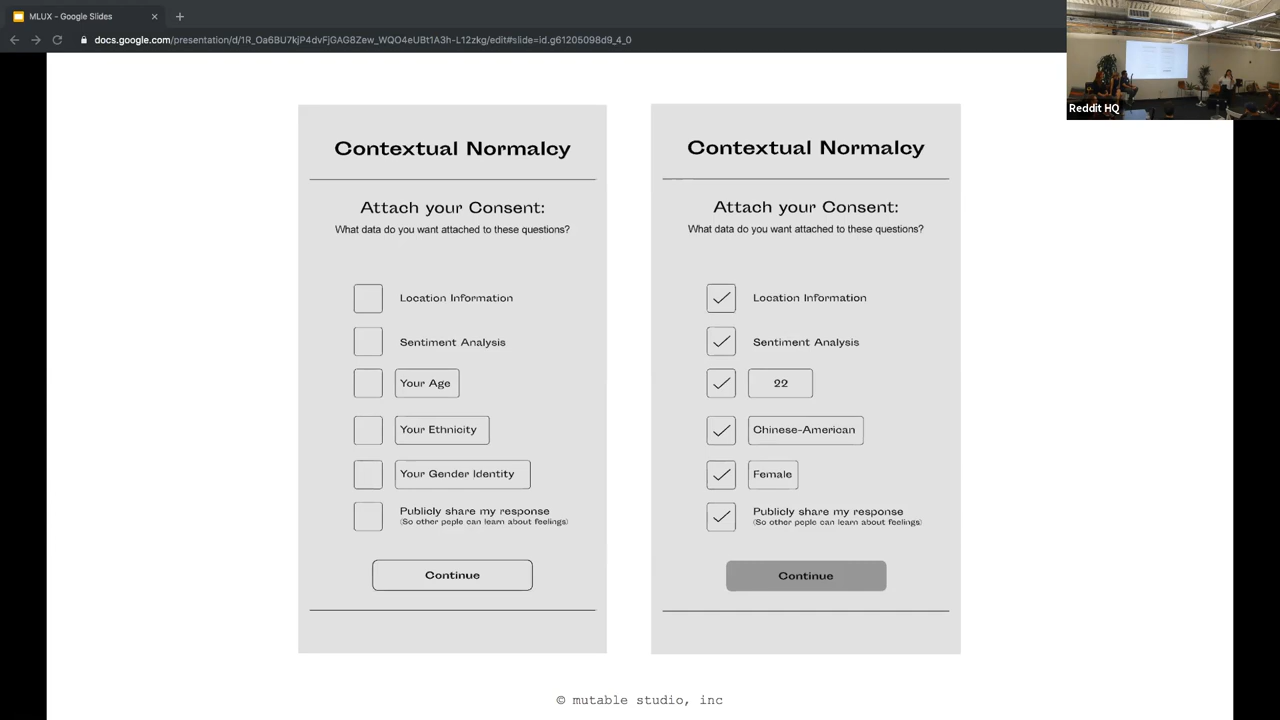 MLUX - Google Slides
docs.google.com/presentation/d/1R_Oa6BU7kjP4dvFjGAG8Zew_WQO4eUBt1A3h-L12zkg/edit#slide=id.g61205098d9_4_0
Reddit HQ
Contextual Normalcy
Attach your Consent:
What data do you want attached to these questions?
Location Information
Sentiment Analysis
Your Age
Your Ethnicity
Your Gender Identity
Publicly share my response
(So other peple can learn about feelings)
Continue
Contextual Normalcy
Attach your Consent:
What data do you want attached to these questions?
Location Information
Sentiment Analysis
22
Chinese-American
Female
Publicly share my response
(So other peple can learn about feelings)
Continue
© mutable studio, inc